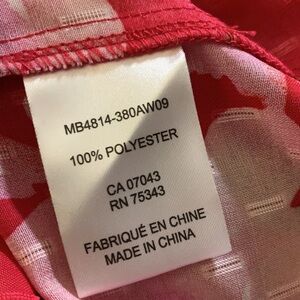 MB4814-380AW09
100% POLYESTER
CA 07043
RN 75343
FABRIQUÉ EN CHINE
MADE IN CHINA